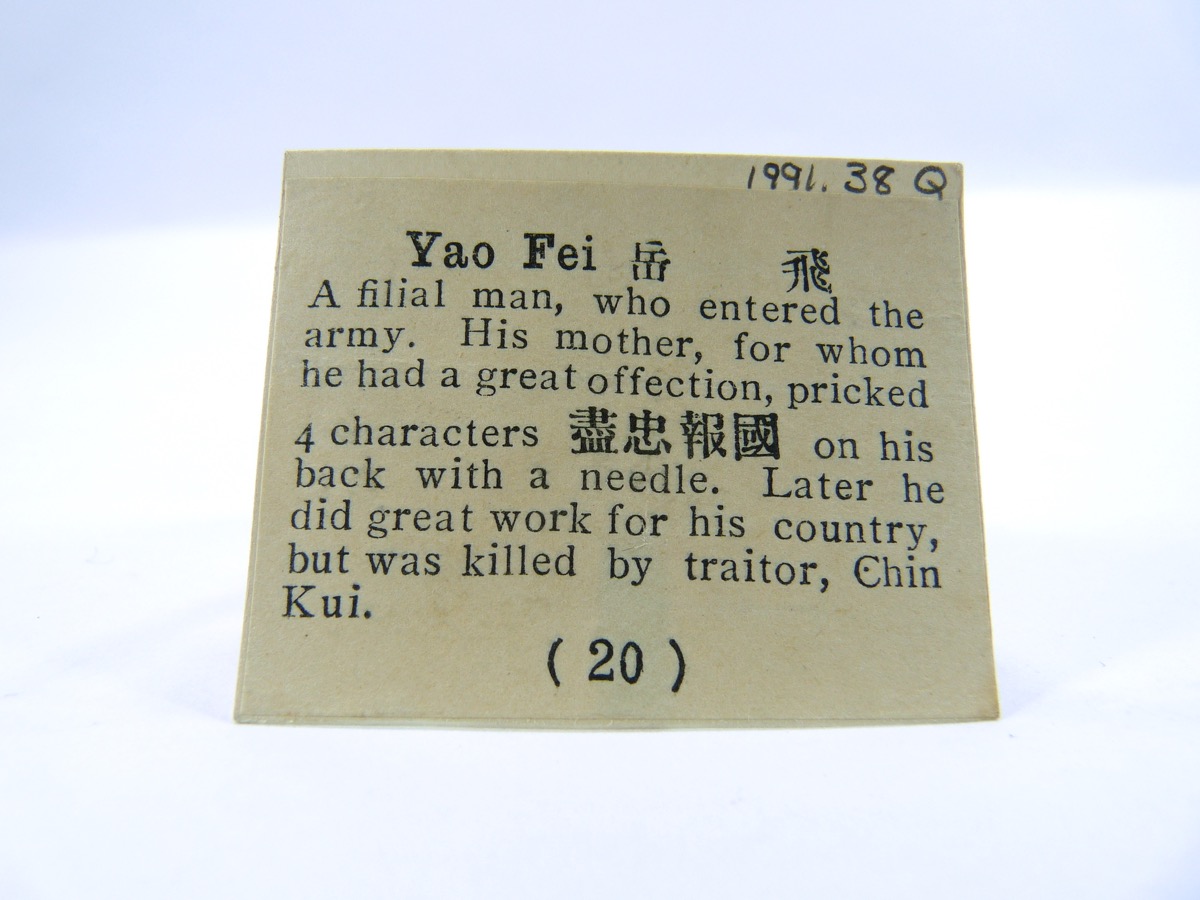 1991. 38 Q
Yao Fei 岳 飛
A filial man, who entered the
army. His mother, for whom
he had a great offection, pricked
4 characters 盡忠報國 on his
back with a needle. Later he
did great work for his country,
but was killed by traitor, Chin
Kui.
( 20 )